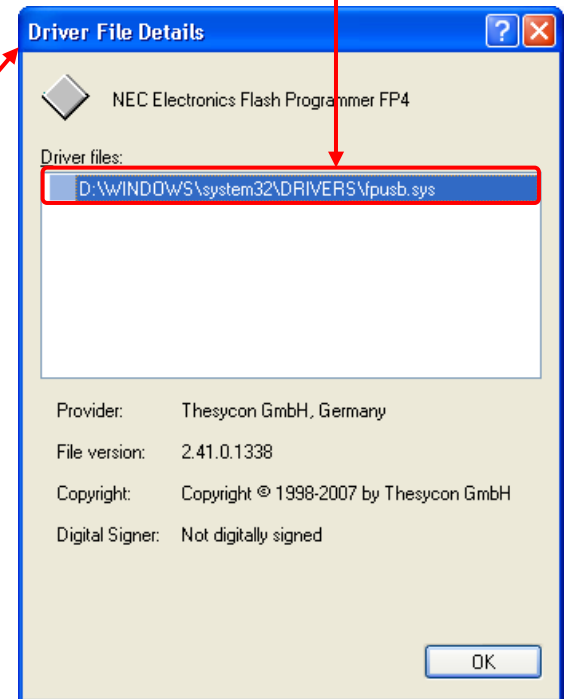 Driver File Details
NEC Electronics Flash Programmer FP4
Driver files:
D:\WINDOWS\system32\DRIVERS\fpusb.sys
Provider: Thesycon GmbH, Germany
File version: 2.41.0.1338
Copyright: Copyright © 1998-2007 by Thesycon GmbH
Digital Signer: Not digitally signed
OK